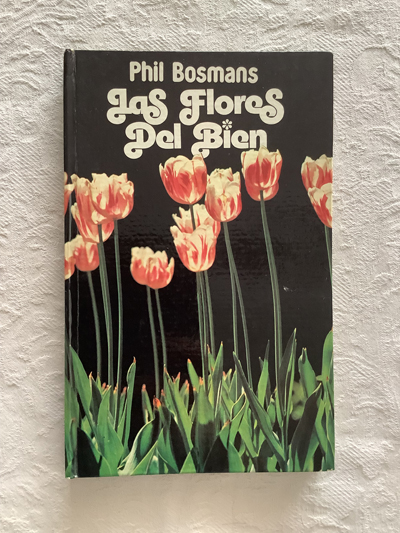 Phil Bosmans
Las Flores
Del Bien